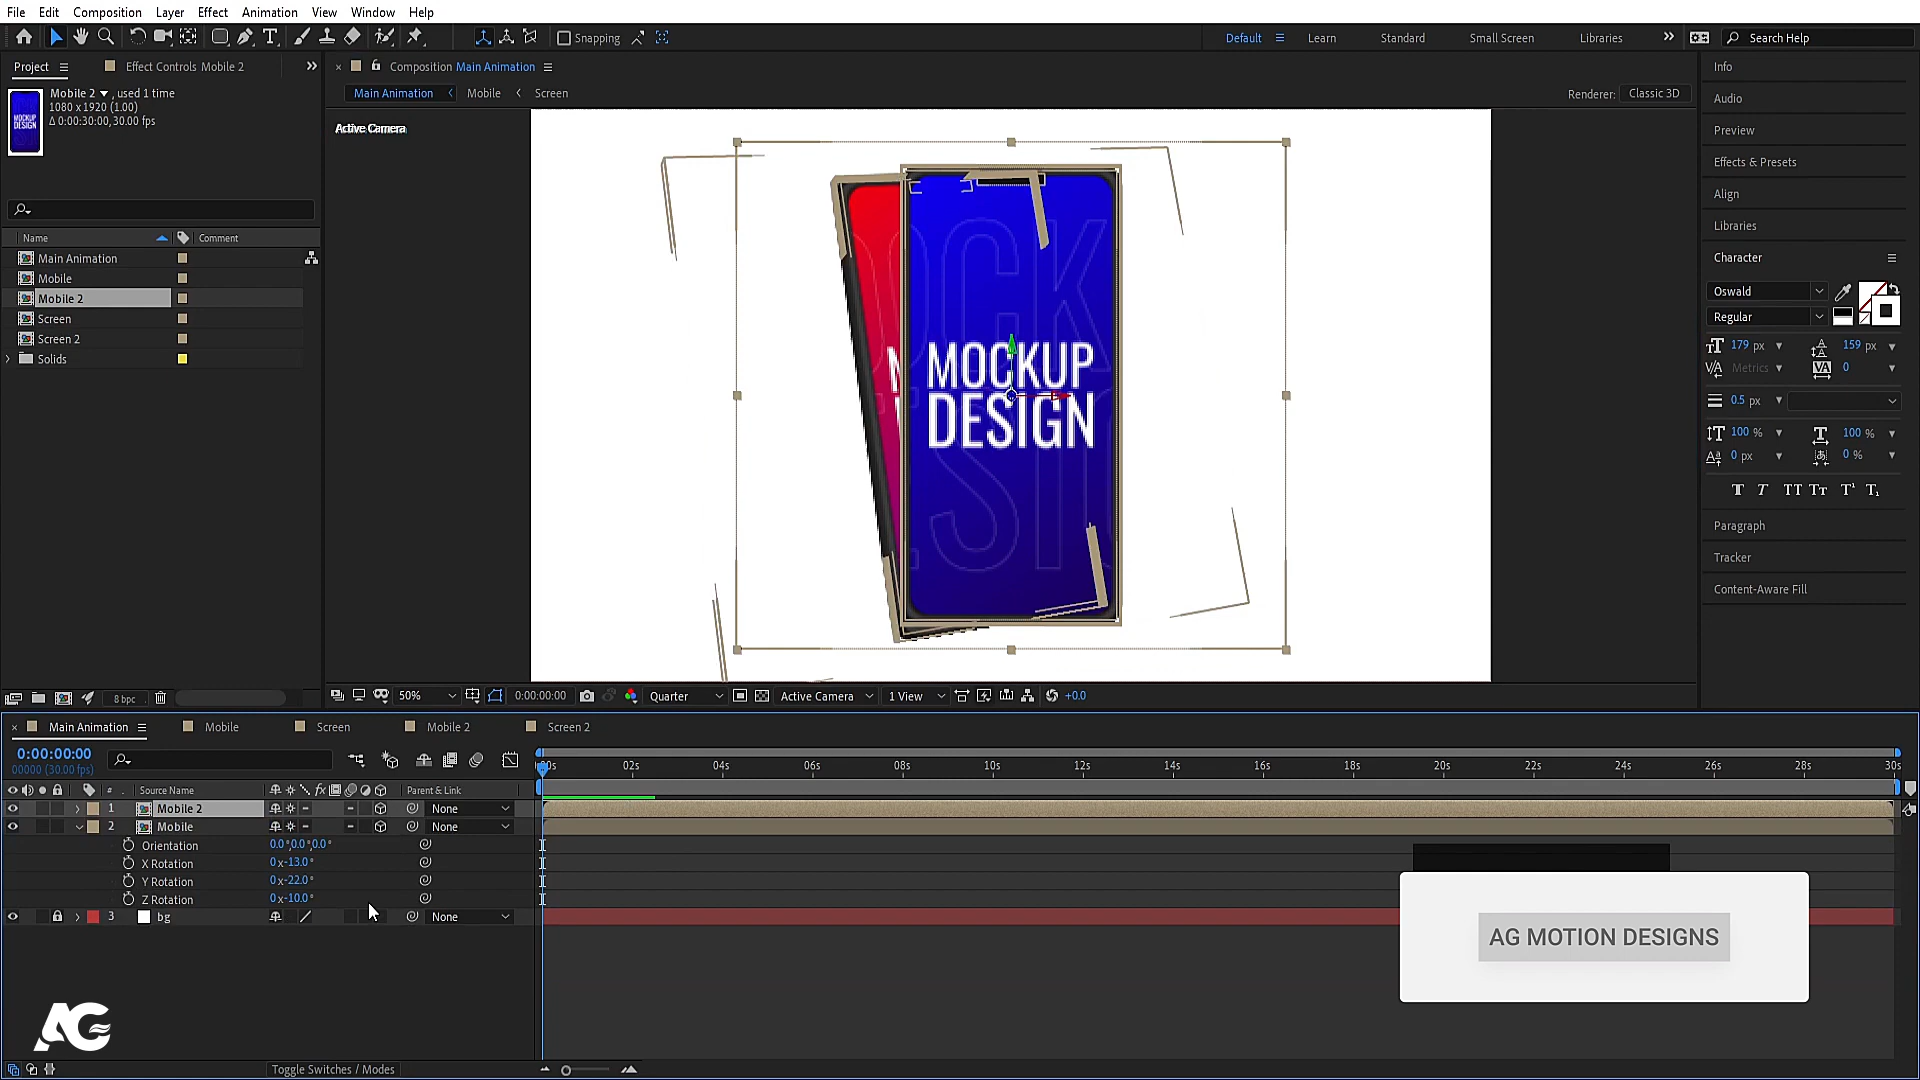 File Edit Composition Layer Effect Animation View Window Help
Snapping
Default Learn Standard Small Screen Libraries Search Help
Project Effect Controls Mobile 2
Composition Main Animation
Mobile 2 , used 1 time
1080 x 1920 (1.00)
Δ 0:00:30:00, 30.00 fps
Main Animation Mobile Screen
Renderer: Classic 3D
Active Camera
MOCKUP
DESIGN
Name Comment
Main Animation
Mobile
Mobile 2
Screen
Screen 2
Solids
8 bpc
50% 0:00:00:00 Quarter Active Camera 1 View +0.0
Info
Audio
Preview
Effects & Presets
Align
Libraries
Character
Oswald
Regular
179 px 159 px
Metrics 0
0.5 px
100 % 100 %
0 px 0 %
Paragraph
Tracker
Content-Aware Fill
Main Animation Mobile Screen Mobile 2 Screen 2
0:00:00:00
00000 (30.00 fps)
02s 04s 06s 08s 10s 12s 14s 16s 18s 20s 22s 24s 26s 28s 30s
# Source Name Parent & Link
1 Mobile 2 None
2 Mobile None
Orientation 0.0°,0.0°,0.0°
X Rotation 0x-13.0°
Y Rotation 0x-22.0°
Z Rotation 0x-10.0°
3 bg None
AG MOTION DESIGNS
AG
Toggle Switches / Modes